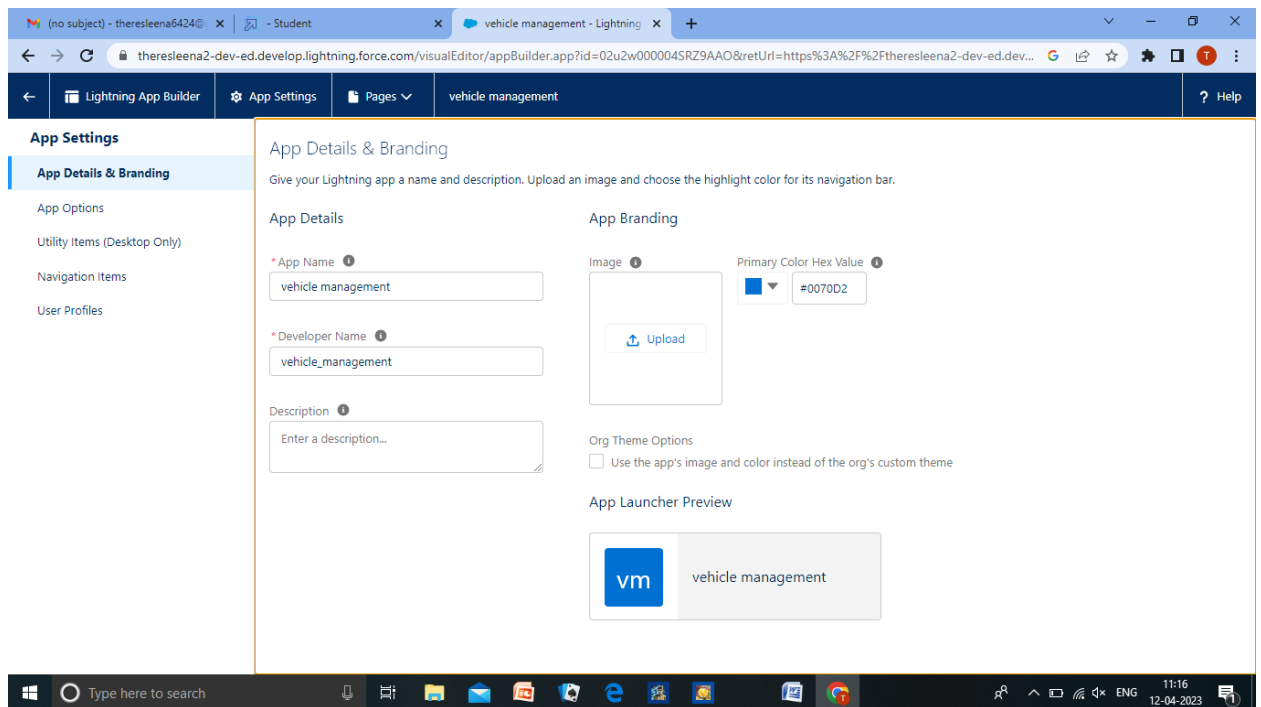 (no subject) - theresleena6424@
- Student
vehicle management - Lightning
theresleena2-dev-ed.develop.lightning.force.com/visualEditor/appBuilder.app?id=02u2w000004SRZ9AAO&retUrl=https%3A%2F%2Ftheresleena2-dev-ed.dev...
T
Lightning App Builder
App Settings
Pages
vehicle management
? Help
App Settings
App Details & Branding
App Options
Utility Items (Desktop Only)
Navigation Items
User Profiles
App Details & Branding
Give your Lightning app a name and description. Upload an image and choose the highlight color for its navigation bar.
App Details
*App Name
vehicle management
*Developer Name
vehicle_management
Description
Enter a description...
App Branding
Image
Upload
Primary Color Hex Value
#0070D2
Org Theme Options
Use the app's image and color instead of the org's custom theme
App Launcher Preview
vm
vehicle management
Type here to search
ENG
11:16
12-04-2023
1